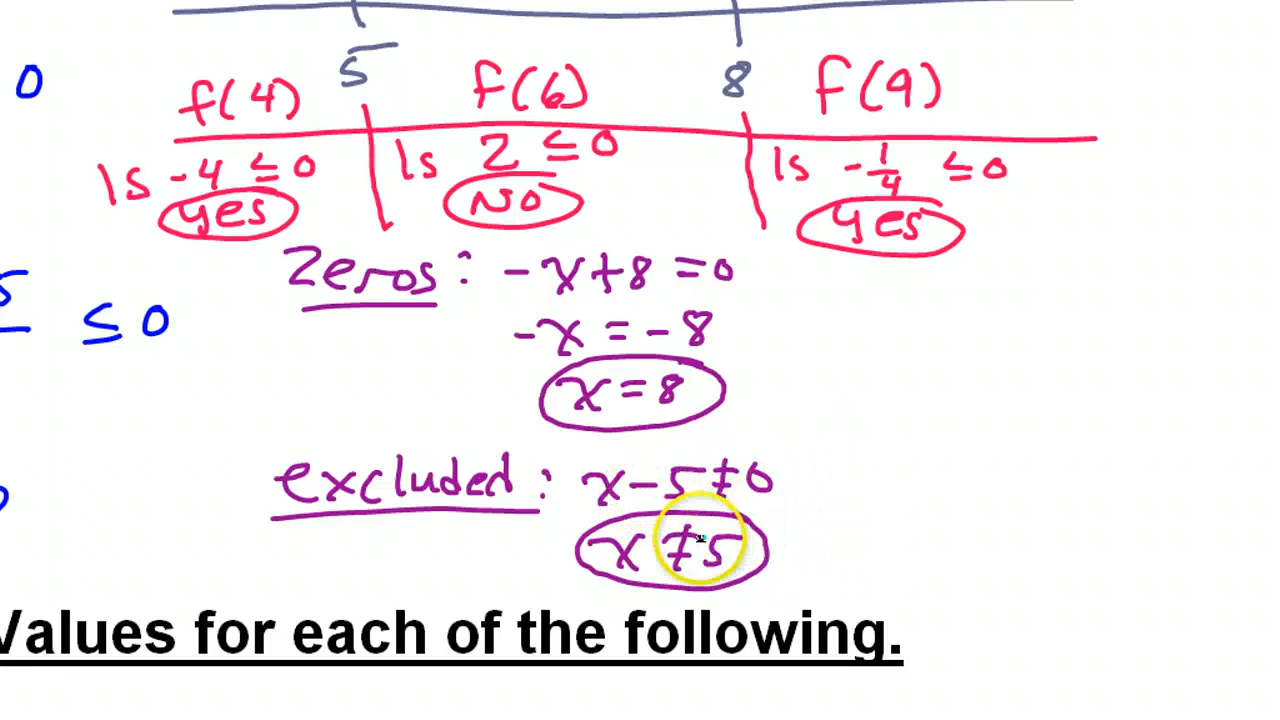 5 8
0
f(4) f(6) f(9)
Is -4 ≤ 0 Is 2 ≤ 0 Is -1/4 ≤ 0
yes NO yes
Zeros: -x+8=0
5 ≤ 0
-x = -8
x = 8
excluded: x-5≠0
x ≠ 5
Values for each of the following.